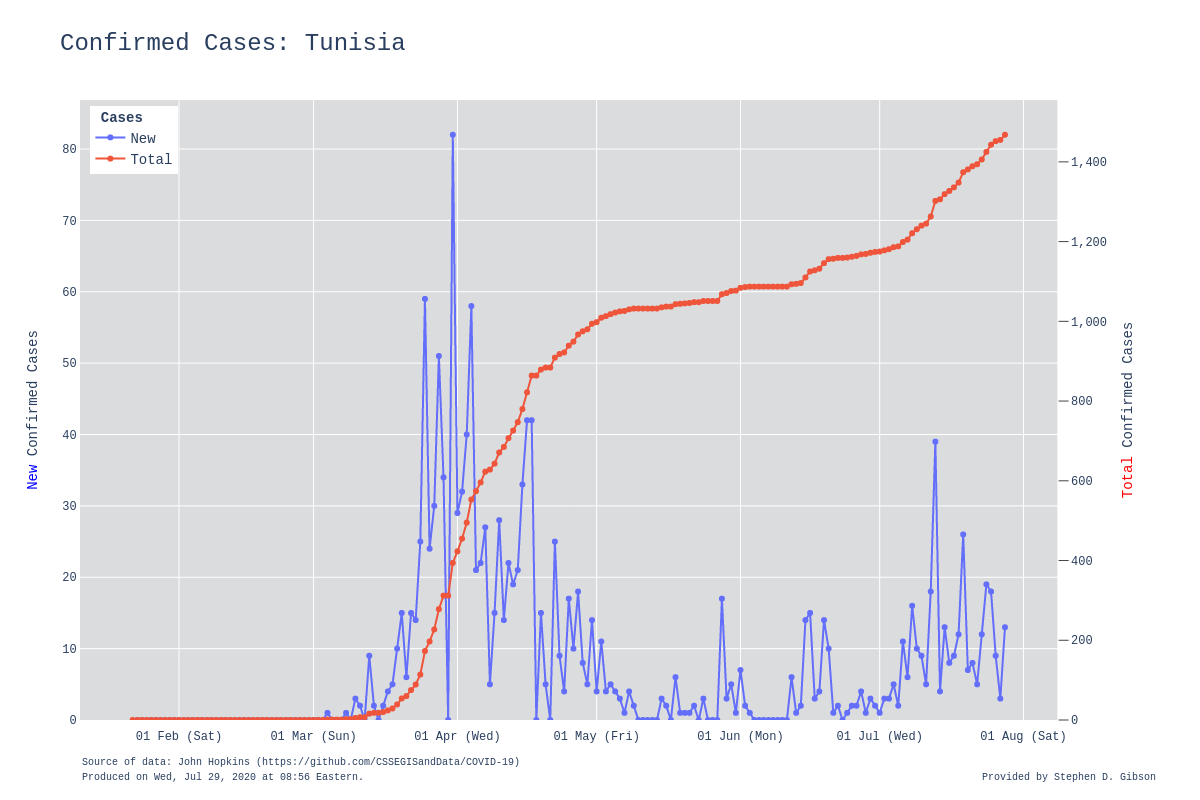 Confirmed Cases: Tunisia
Cases
New
Total
80
70
60
50
40
30
20
10
0
1,400
1,200
1,000
800
600
400
200
0
New Confirmed Cases
Total Confirmed Cases
01 Feb (Sat)
01 Mar (Sun)
01 Apr (Wed)
01 May (Fri)
01 Jun (Mon)
01 Jul (Wed)
01 Aug (Sat)
Source of data: John Hopkins (https://github.com/CSSEGISandData/COVID-19)
Produced on Wed, Jul 29, 2020 at 08:56 Eastern.
Provided by Stephen D. Gibson